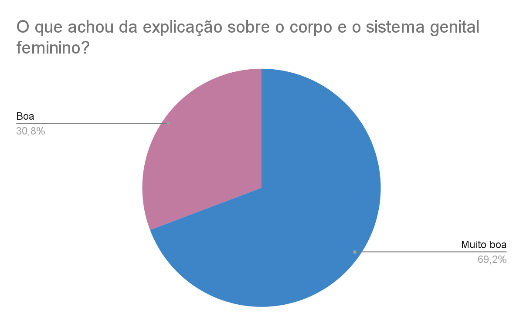 O que achou da explicação sobre o corpo e o sistema genital
feminino?
Boa
30,8%
Muito boa
69,2%